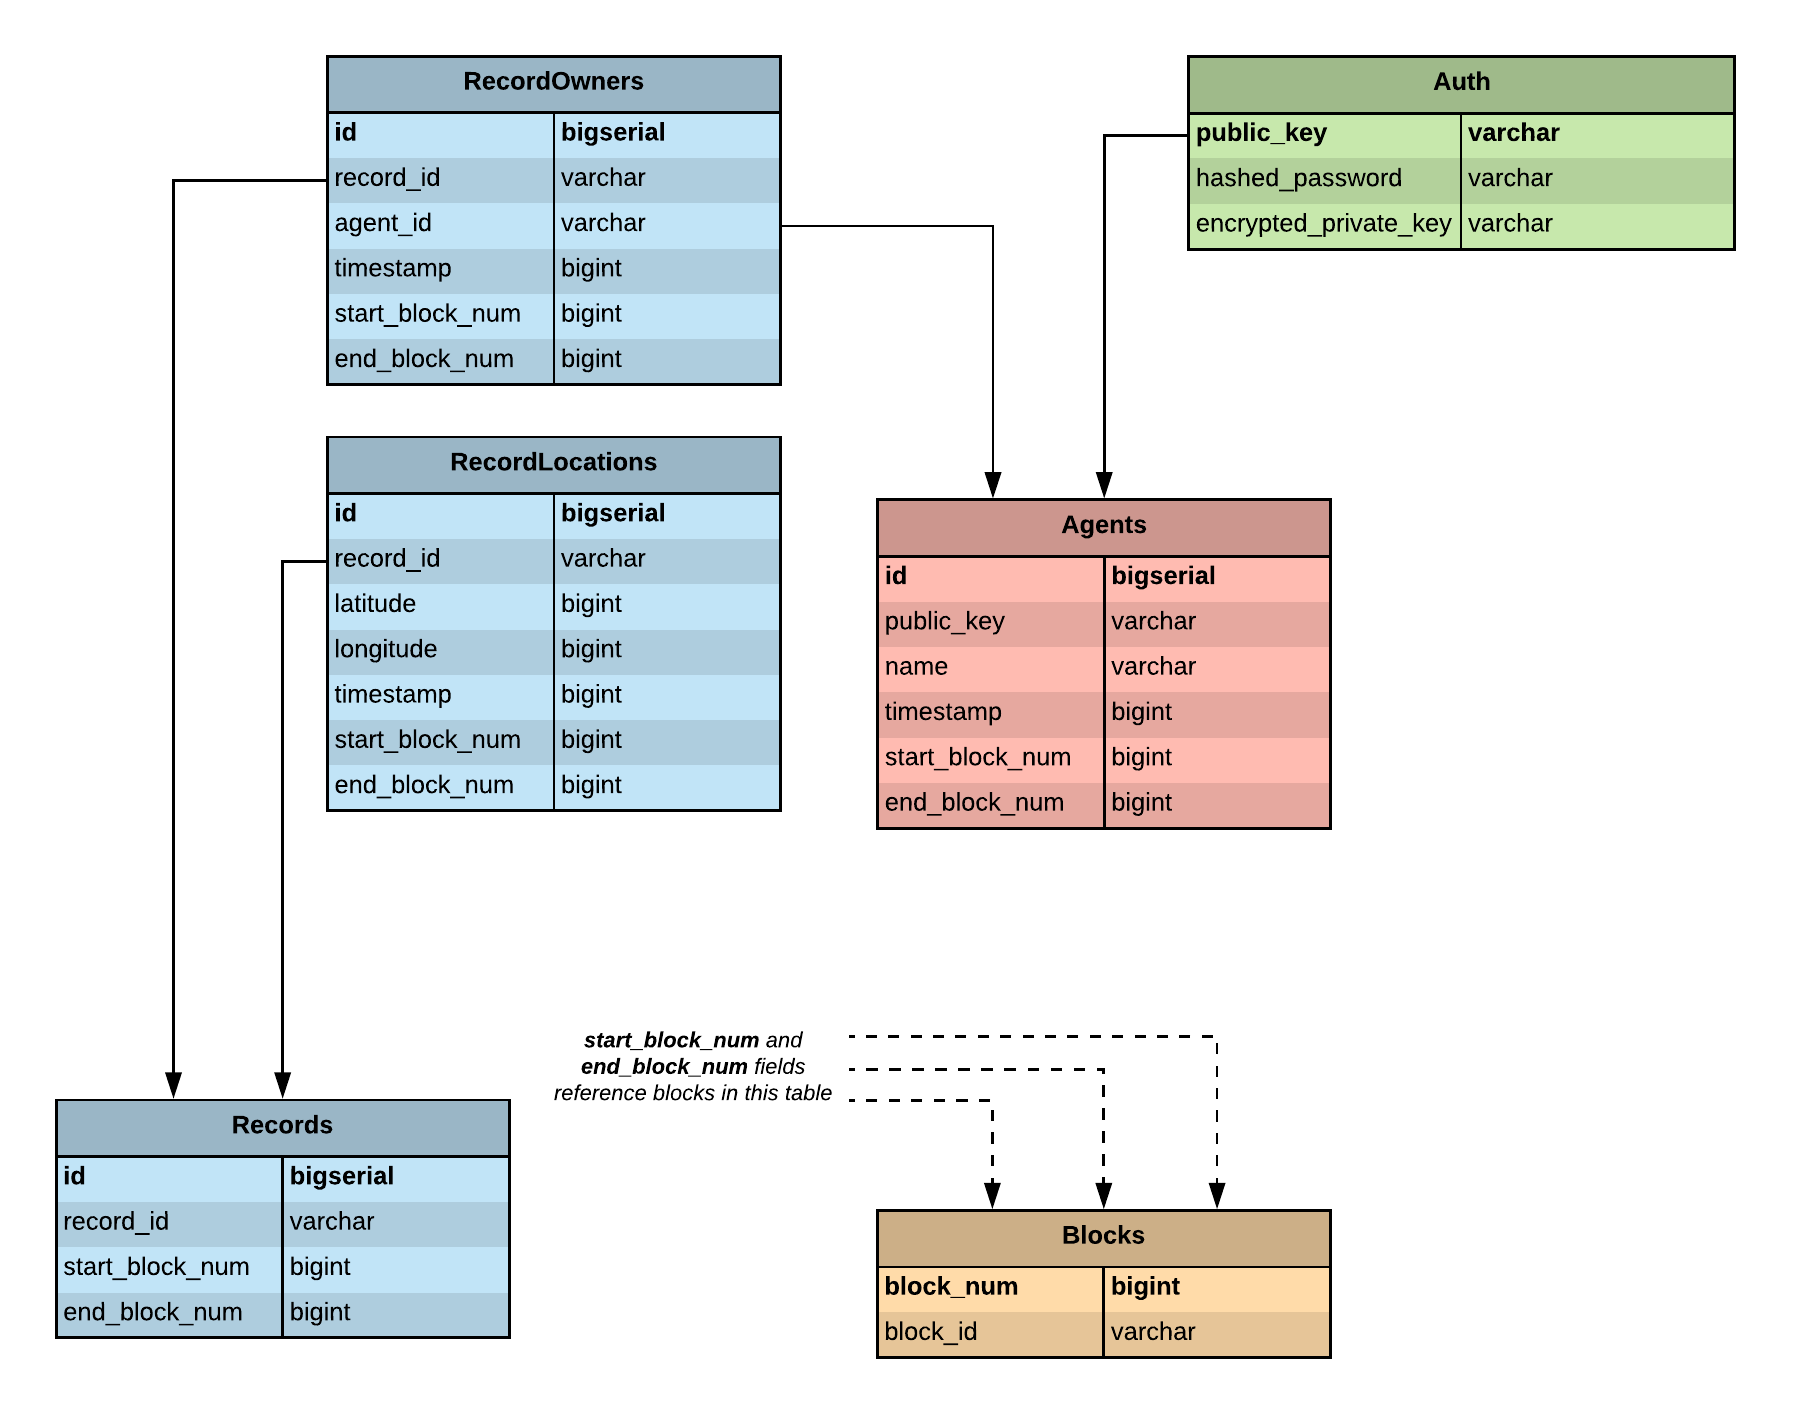 RecordOwners
id bigserial
record_id varchar
agent_id varchar
timestamp bigint
start_block_num bigint
end_block_num bigint
Auth
public_key varchar
hashed_password varchar
encrypted_private_key varchar
RecordLocations
id bigserial
record_id varchar
latitude bigint
longitude bigint
timestamp bigint
start_block_num bigint
end_block_num bigint
Agents
id bigserial
public_key varchar
name varchar
timestamp bigint
start_block_num bigint
end_block_num bigint
start_block_num and
end_block_num fields
reference blocks in this table
Records
id bigserial
record_id varchar
start_block_num bigint
end_block_num bigint
Blocks
block_num bigint
block_id varchar